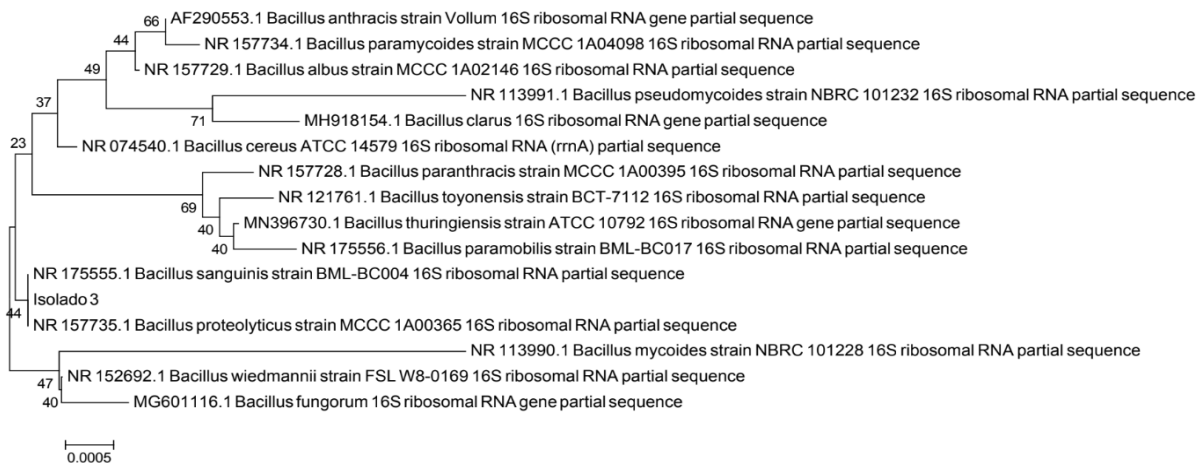 66 AF290553.1 Bacillus anthracis strain Vollum 16S ribosomal RNA gene partial sequence
44 NR 157734.1 Bacillus paramycoides strain MCCC 1A04098 16S ribosomal RNA partial sequence
49 NR 157729.1 Bacillus albus strain MCCC 1A02146 16S ribosomal RNA partial sequence
37 NR 113991.1 Bacillus pseudomycoides strain NBRC 101232 16S ribosomal RNA partial sequence
71 MH918154.1 Bacillus clarus 16S ribosomal RNA gene partial sequence
23 NR 074540.1 Bacillus cereus ATCC 14579 16S ribosomal RNA (rrnA) partial sequence
NR 157728.1 Bacillus paranthracis strain MCCC 1A00395 16S ribosomal RNA partial sequence
69 NR 121761.1 Bacillus toyonensis strain BCT-7112 16S ribosomal RNA partial sequence
40 MN396730.1 Bacillus thuringiensis strain ATCC 10792 16S ribosomal RNA gene partial sequence
40 NR 175556.1 Bacillus paramobilis strain BML-BC017 16S ribosomal RNA partial sequence
NR 175555.1 Bacillus sanguinis strain BML-BC004 16S ribosomal RNA partial sequence
Isolado 3
44 NR 157735.1 Bacillus proteolyticus strain MCCC 1A00365 16S ribosomal RNA partial sequence
NR 113990.1 Bacillus mycoides strain NBRC 101228 16S ribosomal RNA partial sequence
47 NR 152692.1 Bacillus wiedmannii strain FSL W8-0169 16S ribosomal RNA partial sequence
40 MG601116.1 Bacillus fungorum 16S ribosomal RNA gene partial sequence
0.0005